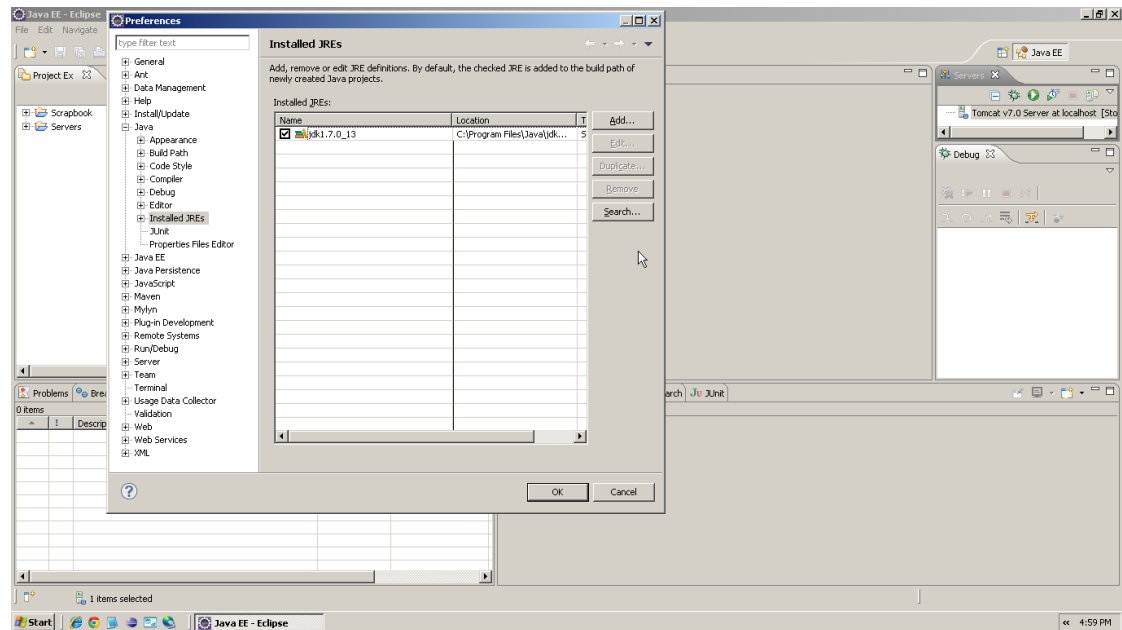 Java EE - Eclipse
File Edit Navigate
Preferences
type filter text
General
Ant
Data Management
Help
Install/Update
Java
Appearance
Build Path
Code Style
Compiler
Debug
Editor
Installed JREs
JUnit
Properties Files Editor
Java EE
Java Persistence
JavaScript
Maven
Mylyn
Plug-in Development
Remote Systems
Run/Debug
Server
Team
Terminal
Usage Data Collector
Validation
Web
Web Services
XML
Installed JREs
Add, remove or edit JRE definitions. By default, the checked JRE is added to the build path of
newly created Java projects.
Installed JREs:
Name Location T
jdk1.7.0_13 C:\Program Files\Java\jdk... S
Add...
Edit...
Duplicate...
Remove
Search...
OK Cancel
Project Ex
Scrapbook
Servers
Java EE
Servers
Tomcat v7.0 Server at localhost [Sto
Debug
Problems Brea
arch Ju JUnit
0 items
! Descrip
1 items selected
Start Java EE - Eclipse 4:59 PM